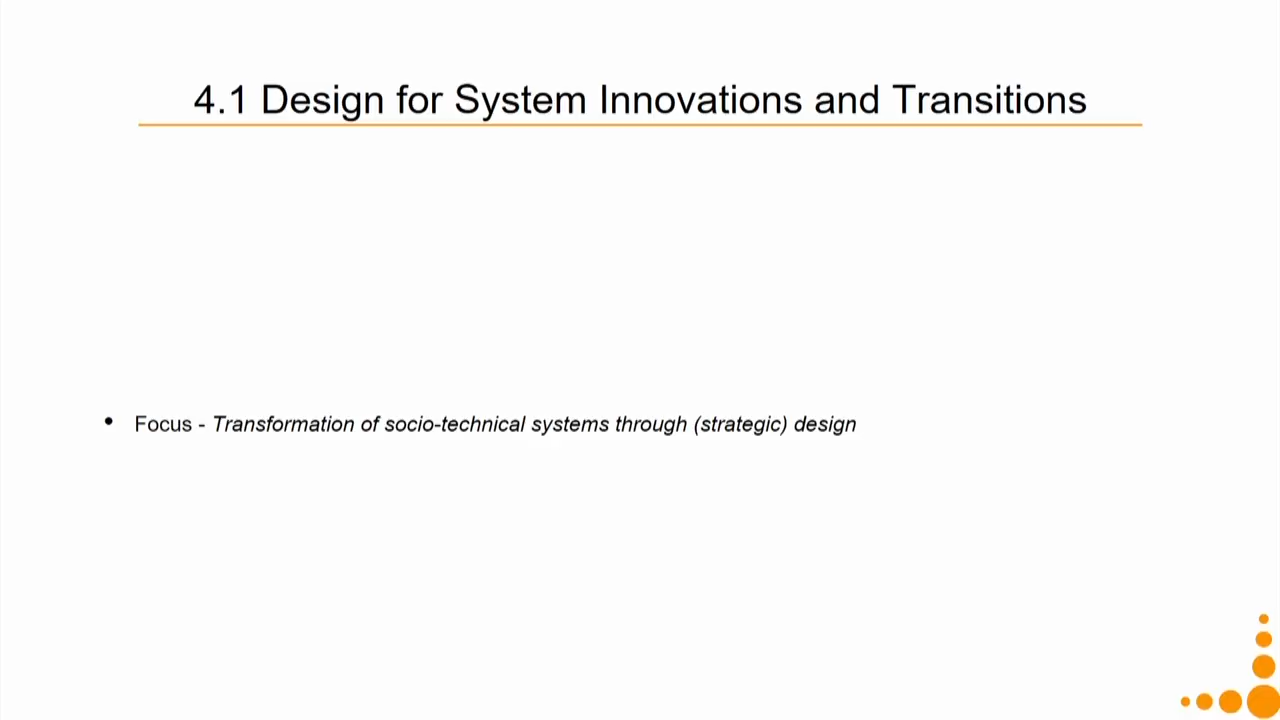 4.1 Design for System Innovations and Transitions
• Focus - Transformation of socio-technical systems through (strategic) design